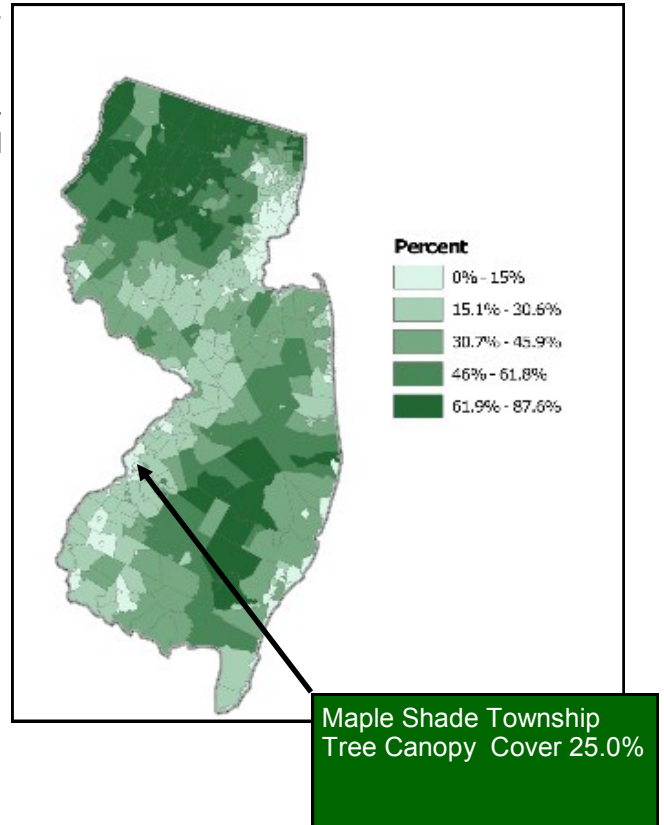 Percent
0% - 15%
15.1% - 30.6%
30.7% - 45.9%
46% - 61.8%
61.9% - 87.6%
Maple Shade Township
Tree Canopy Cover 25.0%